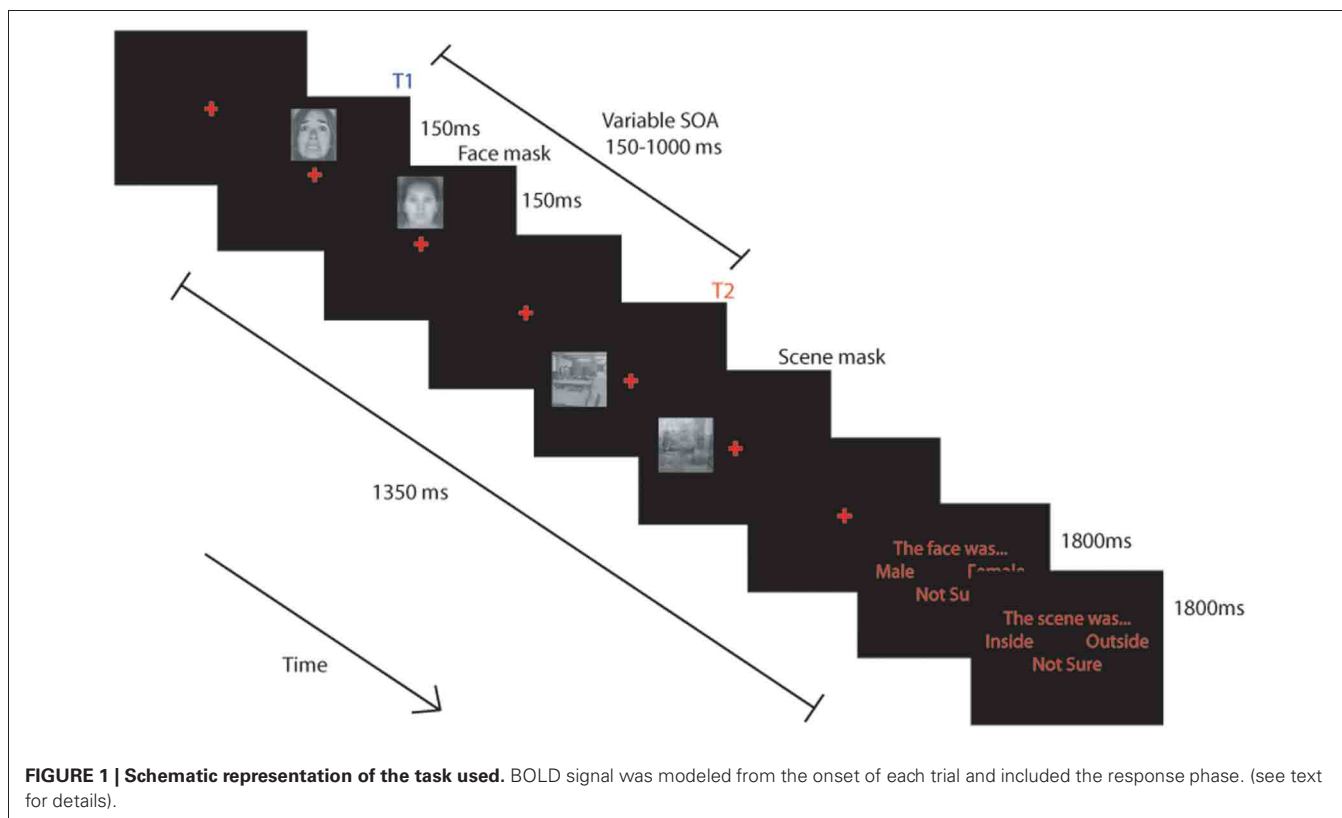 T1
150ms
Variable SOA
150-1000 ms
Face mask
150ms
T2
Scene mask
1350 ms
The face was...
Male
Not Su
1800ms
The scene was...
Inside Outside
Not Sure
1800ms
Time
FIGURE 1 | Schematic representation of the task used. BOLD signal was modeled from the onset of each trial and included the response phase. (see text
for details).